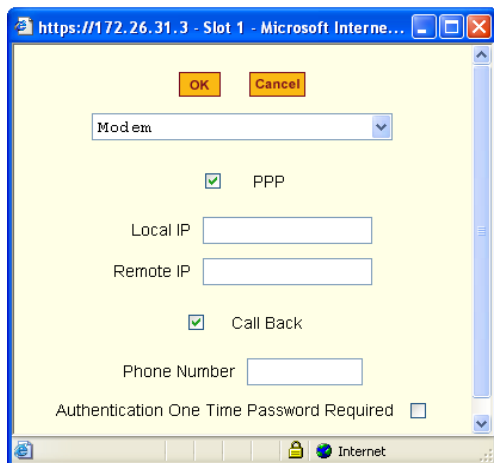 https://172.26.31.3 - Slot 1 - Microsoft Interne...
OK Cancel
Modem
PPP
Local IP
Remote IP
Call Back
Phone Number
Authentication One Time Password Required
Internet